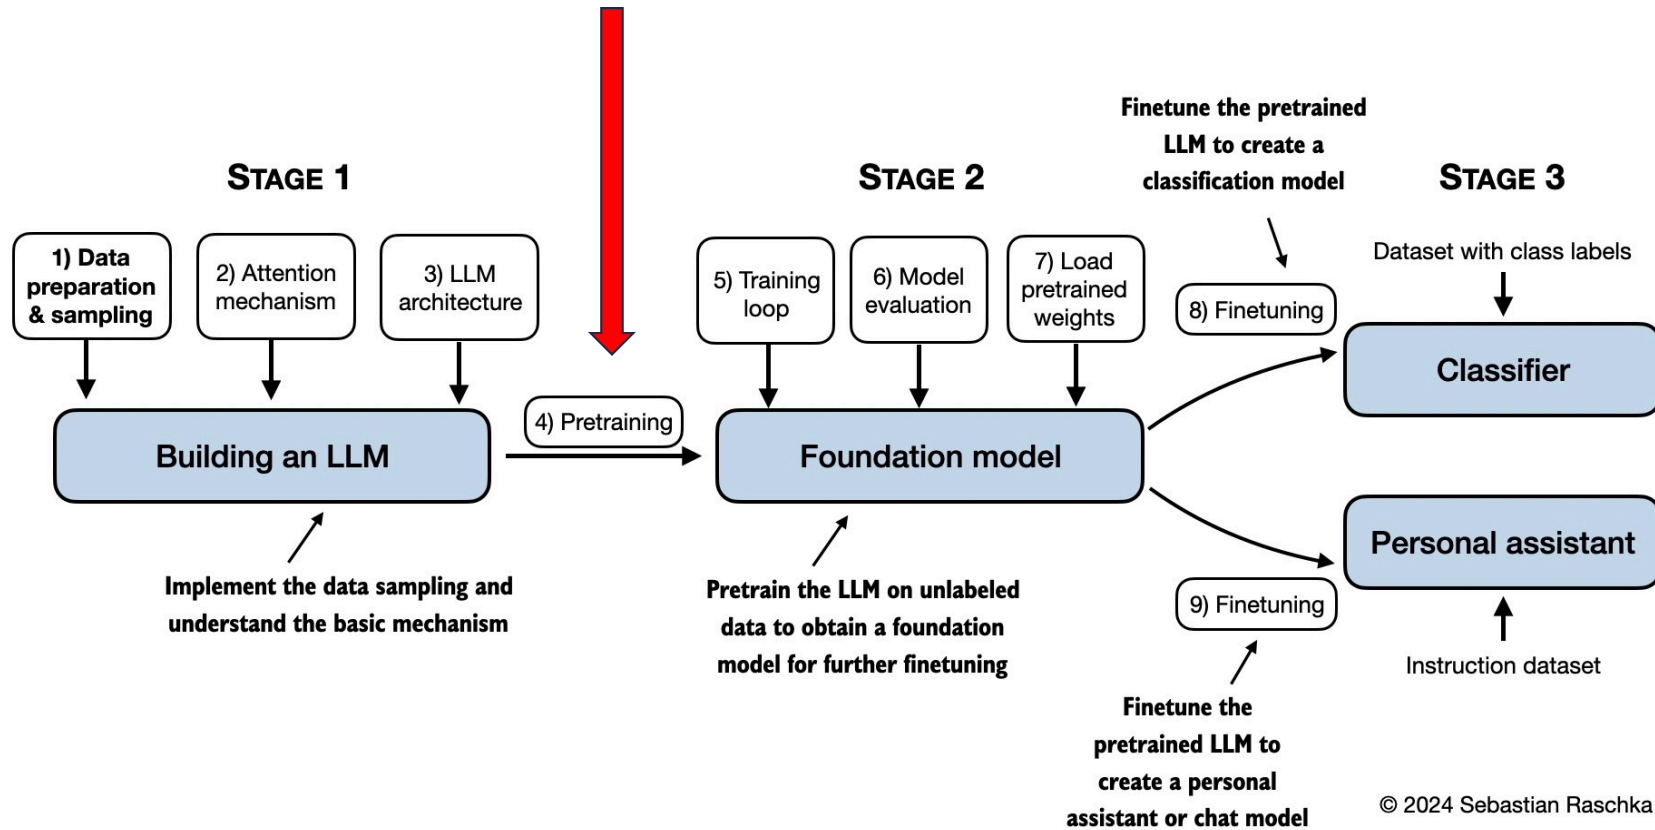 STAGE 1
1) Data
preparation
& sampling
2) Attention
mechanism
3) LLM
architecture
Building an LLM
Implement the data sampling and
understand the basic mechanism
4) Pretraining
STAGE 2
5) Training
loop
6) Model
evaluation
7) Load
pretrained
weights
Foundation model
Pretrain the LLM on unlabeled
data to obtain a foundation
model for further finetuning
Finetune the pretrained
LLM to create a
classification model
8) Finetuning
STAGE 3
Dataset with class labels
Classifier
Personal assistant
Instruction dataset
9) Finetuning
Finetune the
pretrained LLM to
create a personal
assistant or chat model
© 2024 Sebastian Raschka